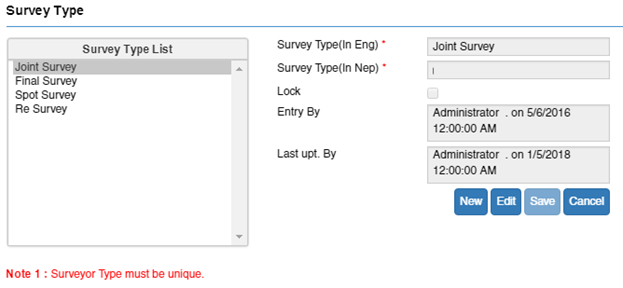 Survey Type
Survey Type List
Joint Survey
Final Survey
Spot Survey
Re Survey
Survey Type(In Eng) * Joint Survey
Survey Type(In Nep) * l
Lock
Entry By Administrator . on 5/6/2016
12:00:00 AM
Last upt. By Administrator . on 1/5/2018
12:00:00 AM
New Edit Save Cancel
Note 1 : Surveyor Type must be unique.